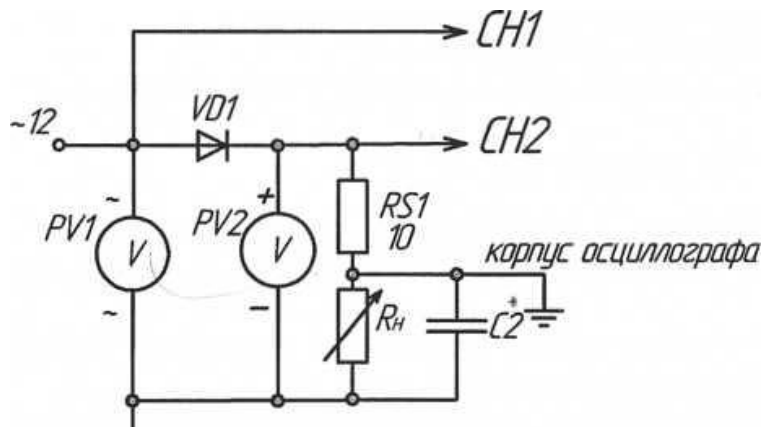 CH1
VD1
~12
CH2
~
+
RS1
10
PV1
V
PV2
V
корпус осциллографа
~
−
Rн
*
C2